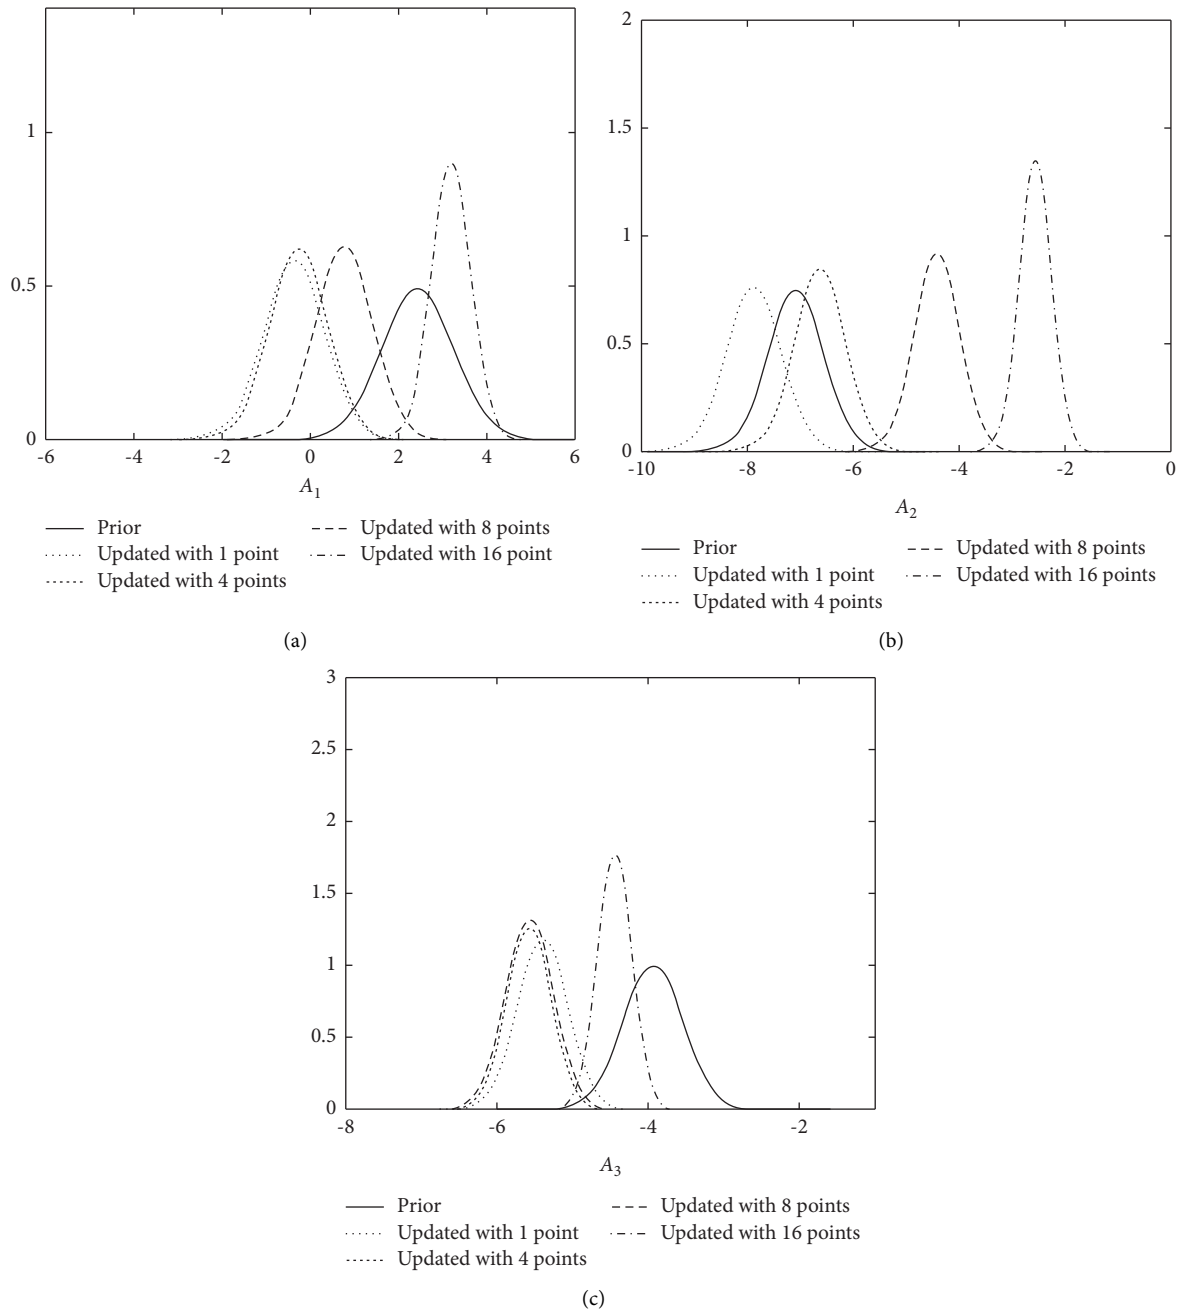 1
0.5
0
-6
-4
-2
0
2
4
6
A1
Prior
Updated with 1 point
Updated with 4 points
Updated with 8 points
Updated with 16 point
(a)
2
1.5
1
0.5
0
-10
-8
-6
-4
-2
0
A2
Prior
Updated with 1 point
Updated with 4 points
Updated with 8 points
Updated with 16 points
(b)
3
2.5
2
1.5
1
0.5
0
-8
-6
-4
-2
A3
Prior
Updated with 1 point
Updated with 4 points
Updated with 8 points
Updated with 16 points
(c)